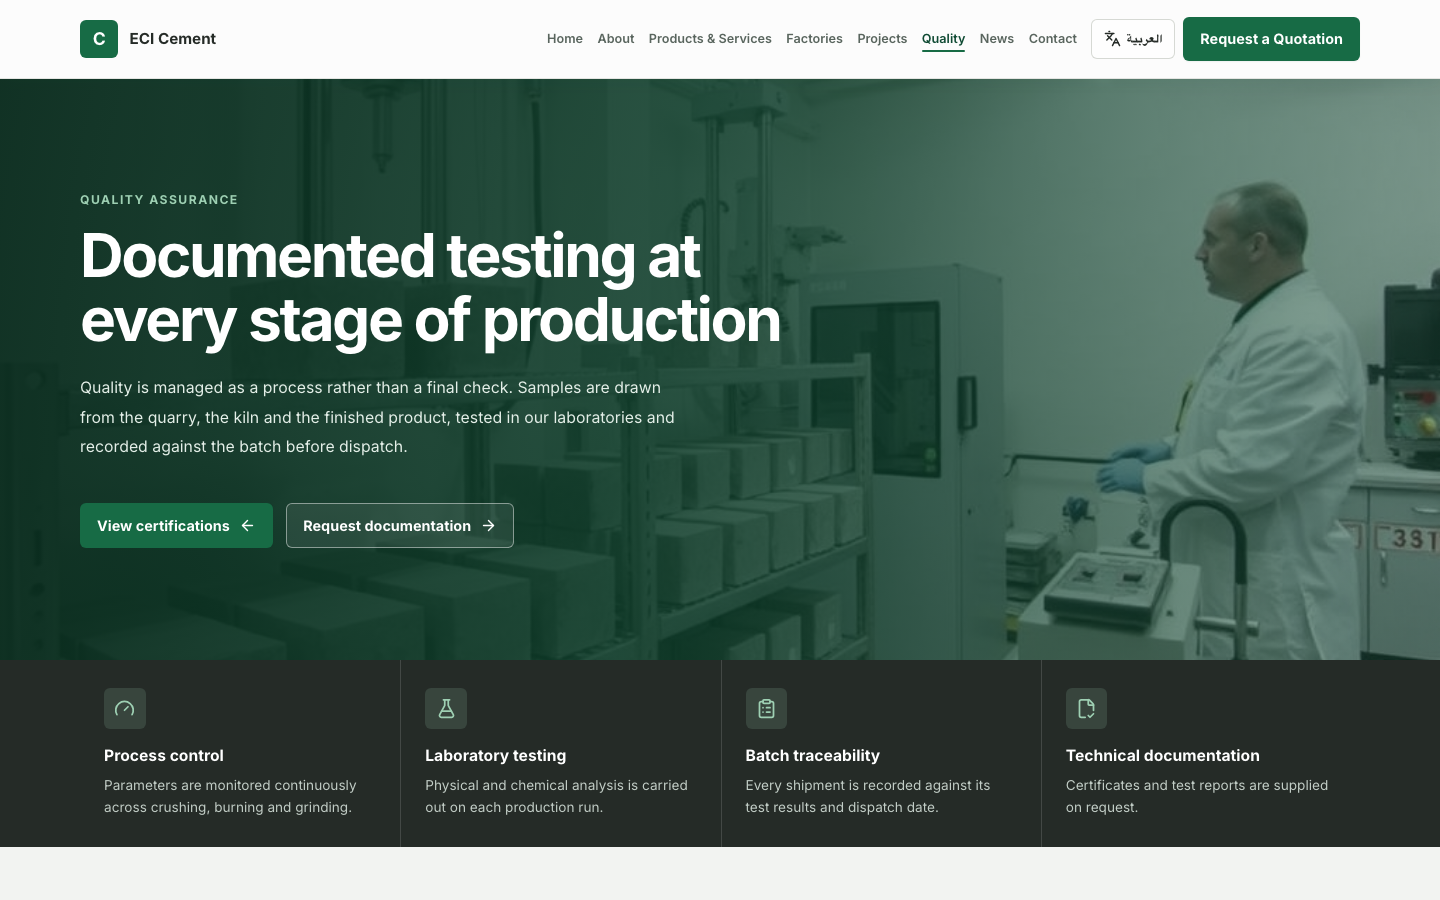 C
ECI Cement
Home
About
Products & Services
Factories
Projects
Quality
News
Contact
العربية
Request a Quotation
QUALITY ASSURANCE
Documented testing at
every stage of production
Quality is managed as a process rather than a final check. Samples are drawn
from the quarry, the kiln and the finished product, tested in our laboratories and
recorded against the batch before dispatch.
View certifications
Request documentation
3ST
Process control
Parameters are monitored continuously
across crushing, burning and grinding.
Laboratory testing
Physical and chemical analysis is carried
out on each production run.
Batch traceability
Every shipment is recorded against its
test results and dispatch date.
Technical documentation
Certificates and test reports are supplied
on request.